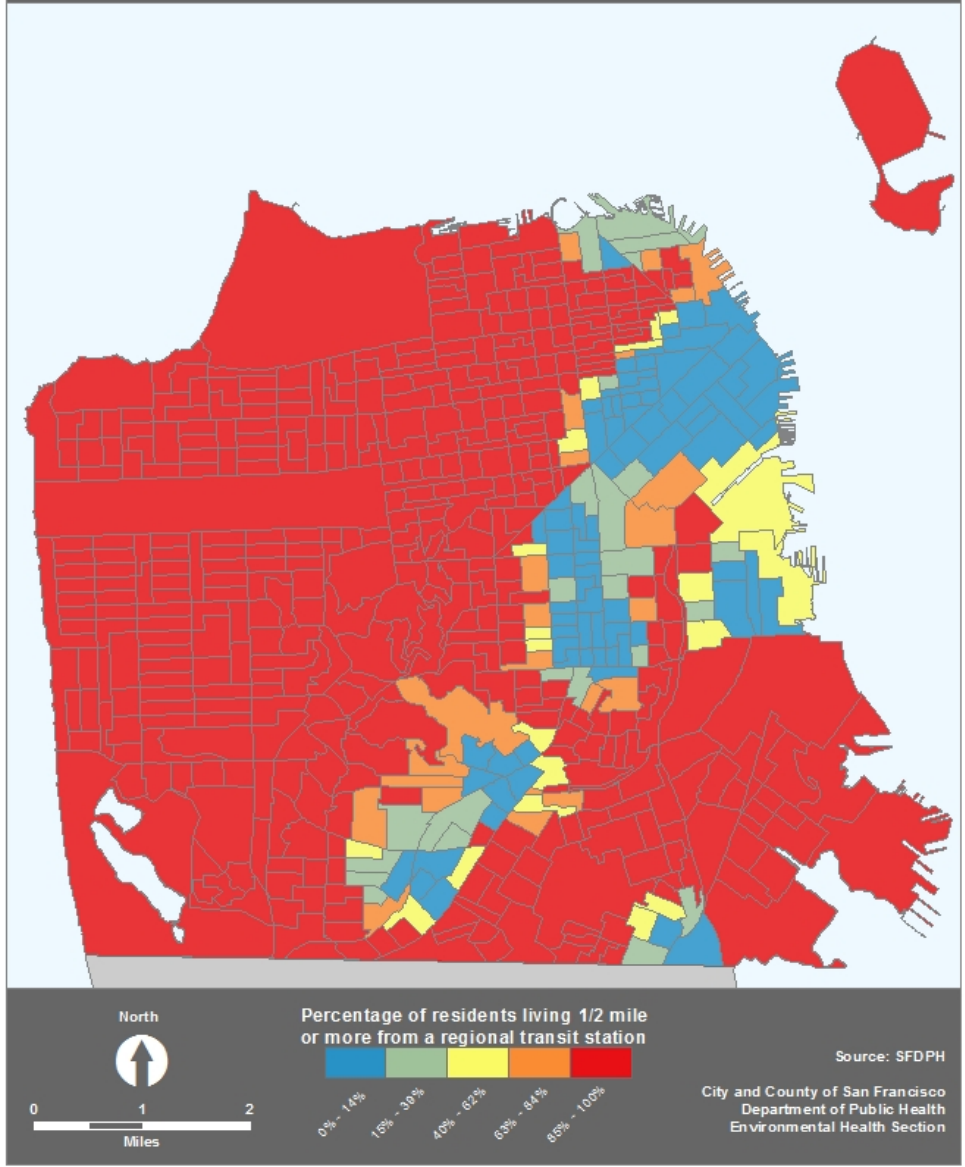 North
0 1 2
Miles
Percentage of residents living 1/2 mile
or more from a regional transit station
0% - 14% 15% - 39% 40% - 62% 63% - 84% 85% - 100%
Source: SFDPH
City and County of San Francisco
Department of Public Health
Environmental Health Section